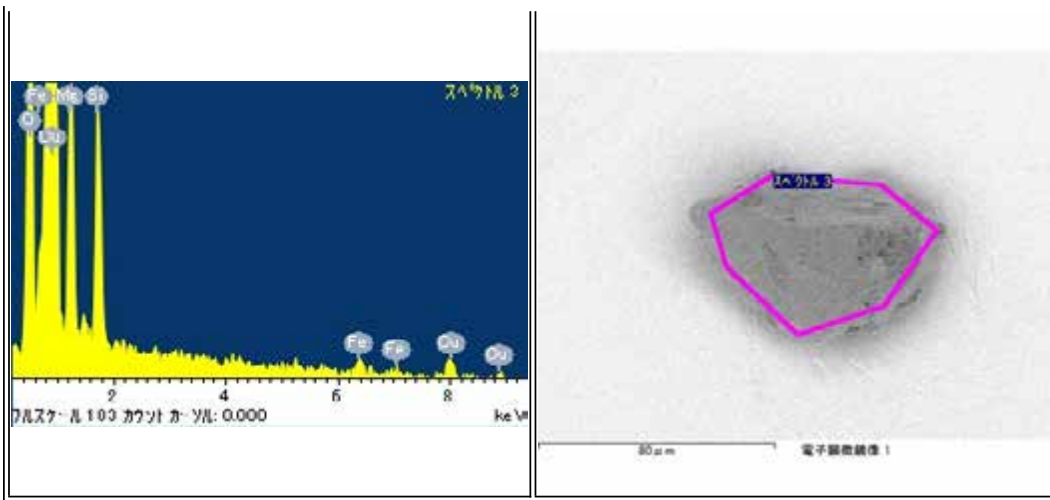 スペクトル 3
Fe Mg Si
O
Cu
Fe Fe Cu Cu
2 4 6 8
フルスケール 103 カウント カーソル: 0.000 keV
スペクトル 3
80μm 電子顕微鏡像 1